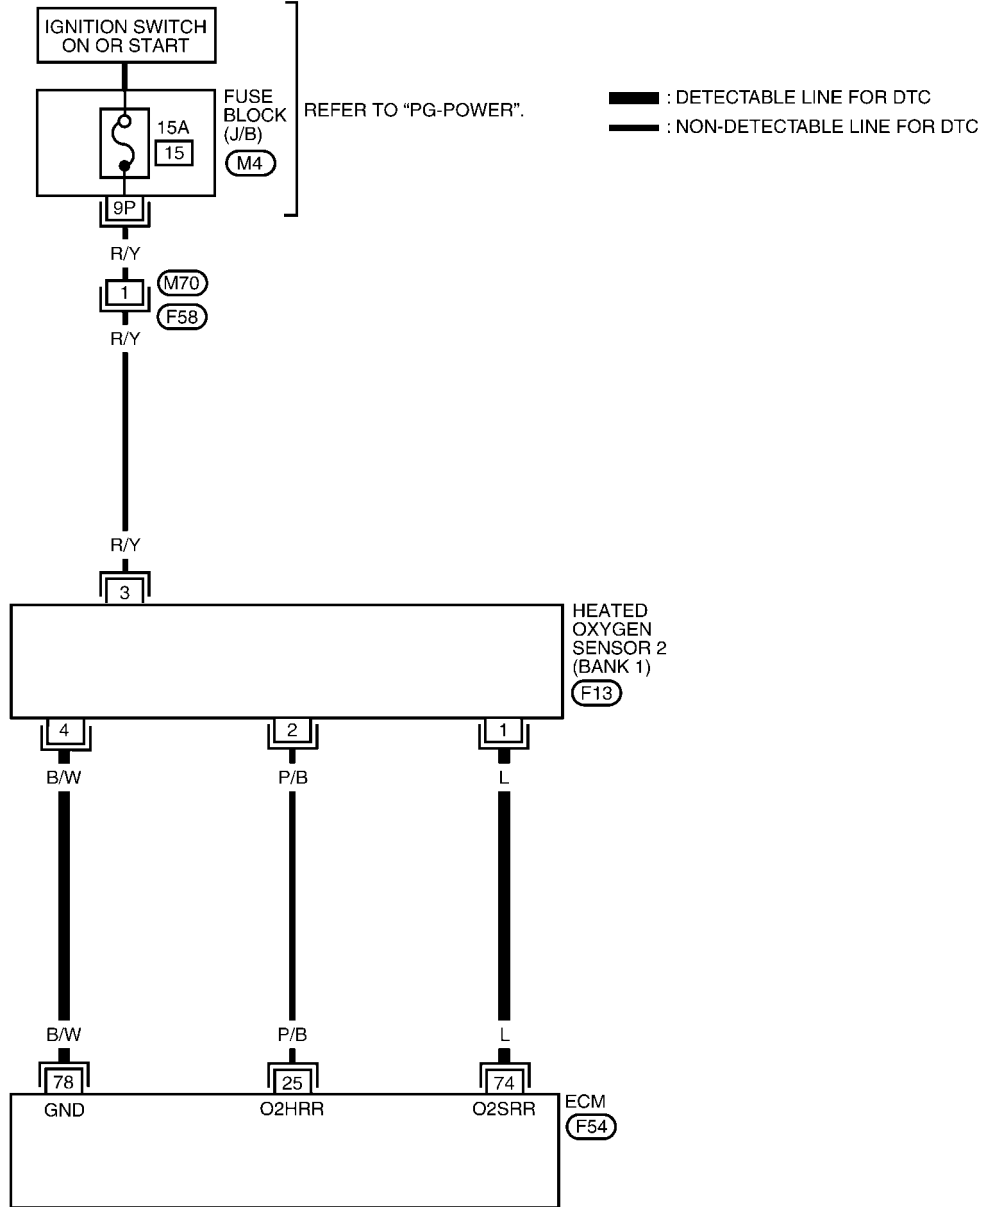 IGNITION SWITCH
ON OR START
FUSE
BLOCK
(J/B)
M4
15A
15
REFER TO “PG-POWER”.
: DETECTABLE LINE FOR DTC
: NON-DETECTABLE LINE FOR DTC
9P
R/Y
1
M70
F58
R/Y
R/Y
3
HEATED
OXYGEN
SENSOR 2
(BANK 1)
F13
4 2 1
B/W P/B L
B/W P/B L
78 25 74
GND O2HRR O2SRR
ECM
F54